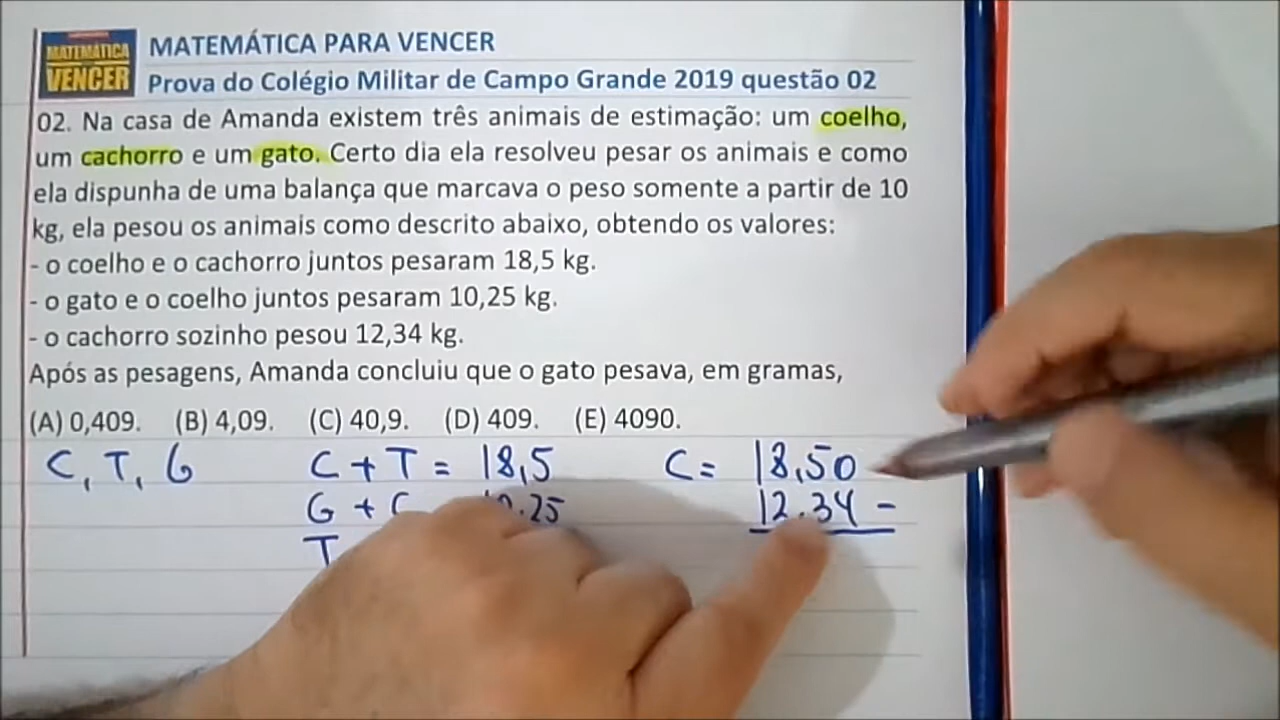 MATEMÁTICA
VENCER
MATEMÁTICA PARA VENCER
Prova do Colégio Militar de Campo Grande 2019 questão 02
02. Na casa de Amanda existem três animais de estimação: um coelho,
um cachorro e um gato. Certo dia ela resolveu pesar os animais e como
ela dispunha de uma balança que marcava o peso somente a partir de 10
kg, ela pesou os animais como descrito abaixo, obtendo os valores:
- o coelho e o cachorro juntos pesaram 18,5 kg.
- o gato e o coelho juntos pesaram 10,25 kg.
- o cachorro sozinho pesou 12,34 kg.
Após as pesagens, Amanda concluiu que o gato pesava, em gramas,
(A) 0,409. (B) 4,09. (C) 40,9. (D) 409. (E) 4090.
C, T, G C + T = 18,5 C = 18,50
G + C 10.25 12.34 -
T